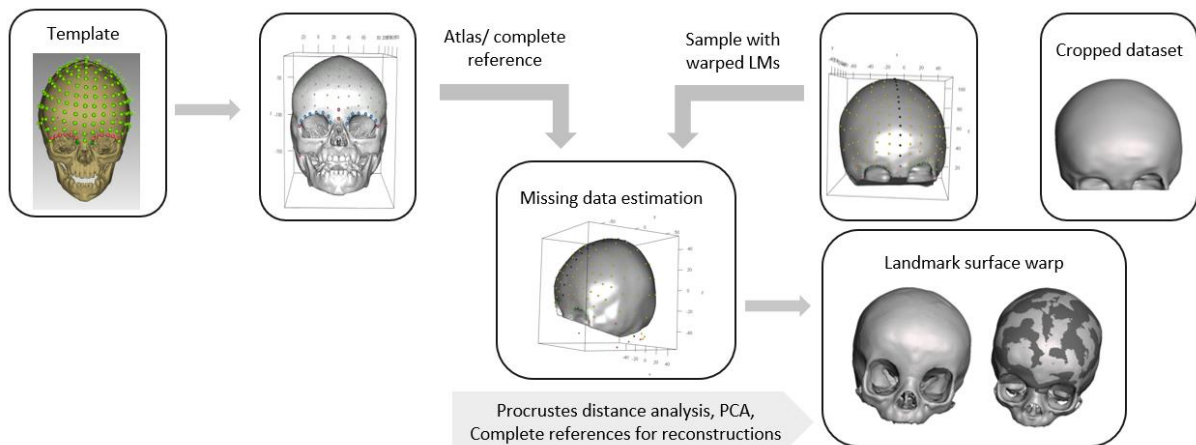 Template
Atlas/ complete
reference
Sample with
warped LMs
Cropped dataset
Missing data estimation
Landmark surface warp
Procrustes distance analysis, PCA,
Complete references for reconstructions